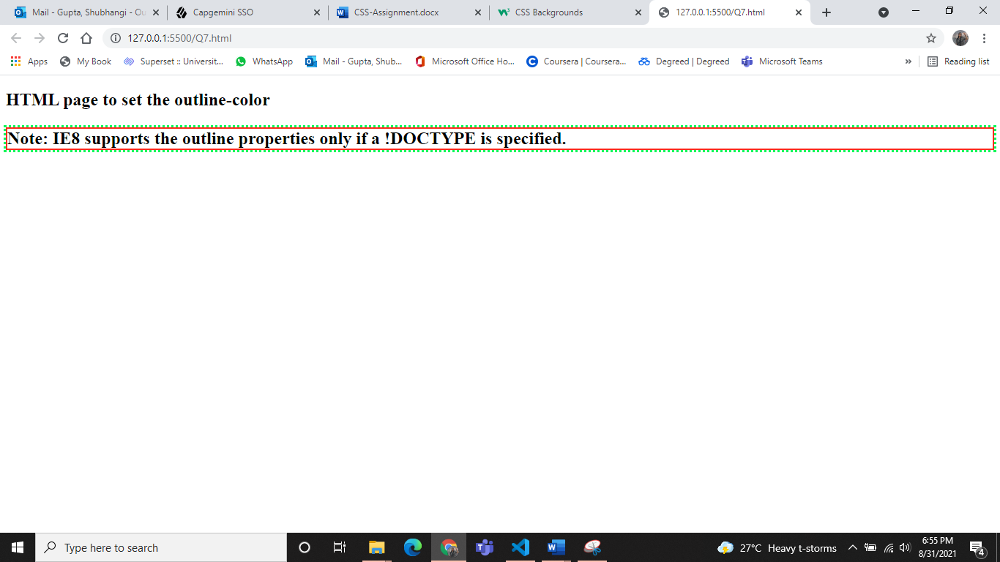 Mail - Gupta, Shubhangi - Ou
Capgemini SSO
CSS-Assignment.docx
CSS Backgrounds
127.0.0.1:5500/Q7.html
127.0.0.1:5500/Q7.html
Apps
My Book
Superset :: Universit...
WhatsApp
Mail - Gupta, Shub...
Microsoft Office Ho...
Coursera | Coursera...
Degreed | Degreed
Microsoft Teams
»
Reading list
HTML page to set the outline-color
Note: IE8 supports the outline properties only if a !DOCTYPE is specified.
Type here to search
27°C Heavy t-storms
6:55 PM
8/31/2021
4